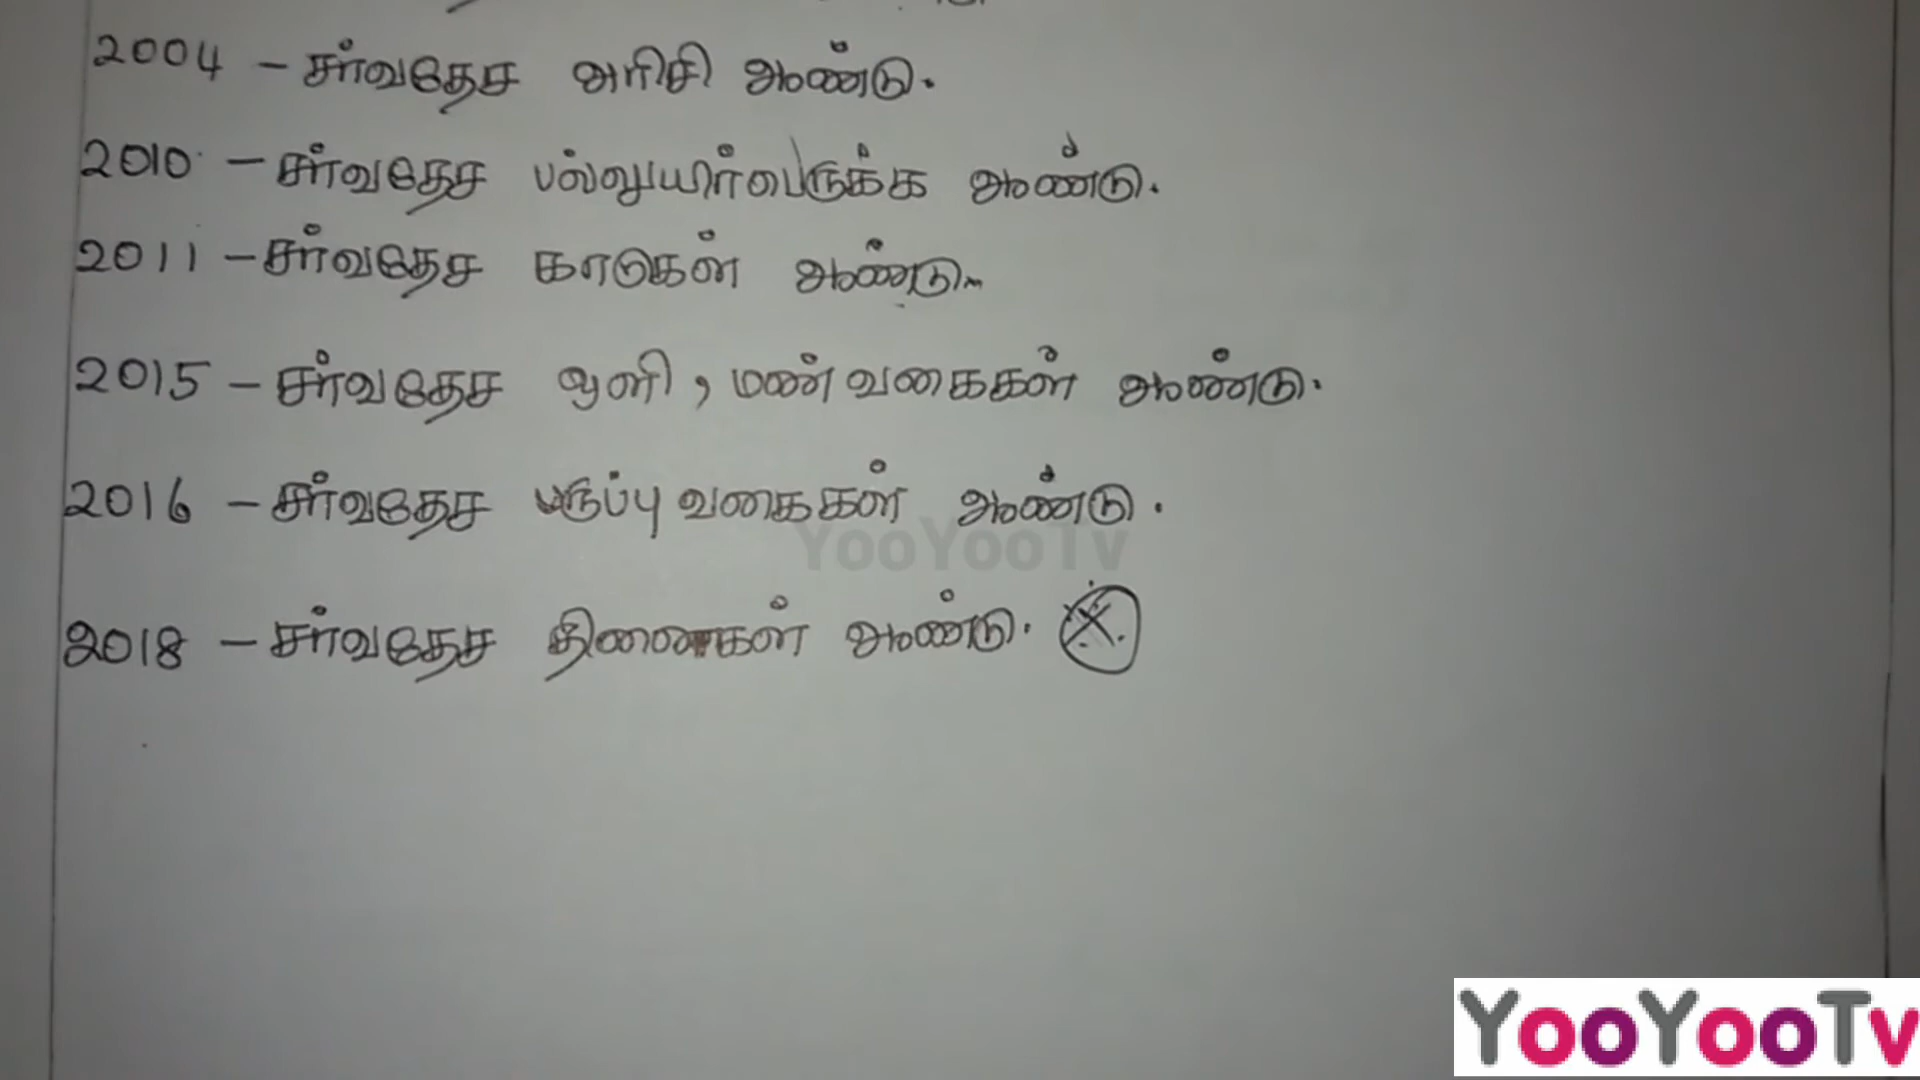 2004 - சர்வதேச அரிசி ஆண்டு.
2010 - சர்வதேச பல்லுயிர்பெருக்க ஆண்டு.
2011 - சர்வதேச காடுகள் ஆண்டு.
2015 - சர்வதேச ஒளி, மண் வகைகள் ஆண்டு.
2016 - சர்வதேச பருப்பு வகைகள் ஆண்டு.
YooYooTv
2018 - சர்வதேச திணைகள் ஆண்டு.
YooYooTv